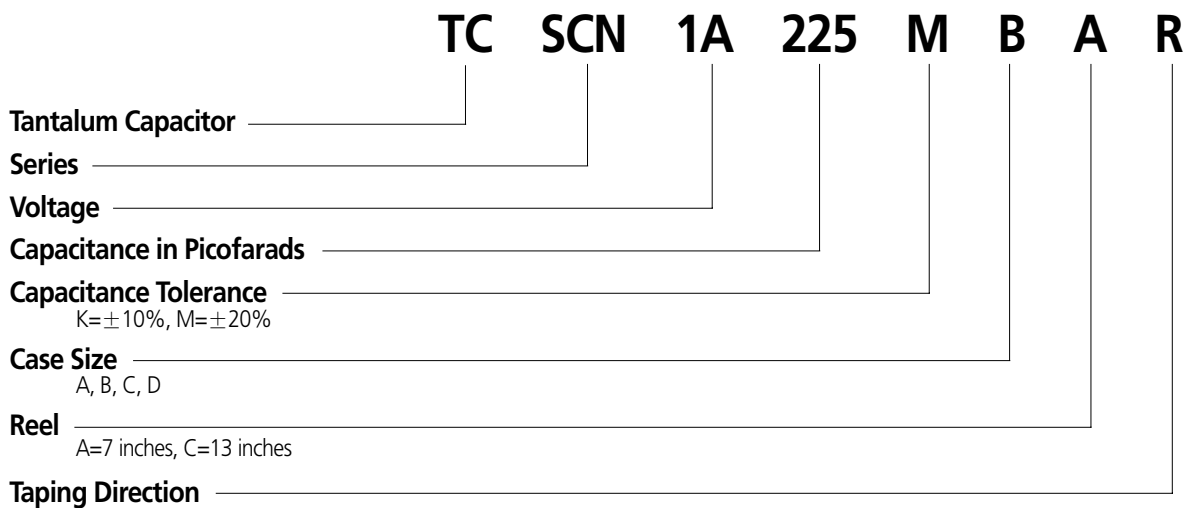 TC SCN 1A 225 M B A R
Tantalum Capacitor
Series
Voltage
Capacitance in Picofarads
Capacitance Tolerance
K=±10%, M=±20%
Case Size
A, B, C, D
Reel
A=7 inches, C=13 inches
Taping Direction